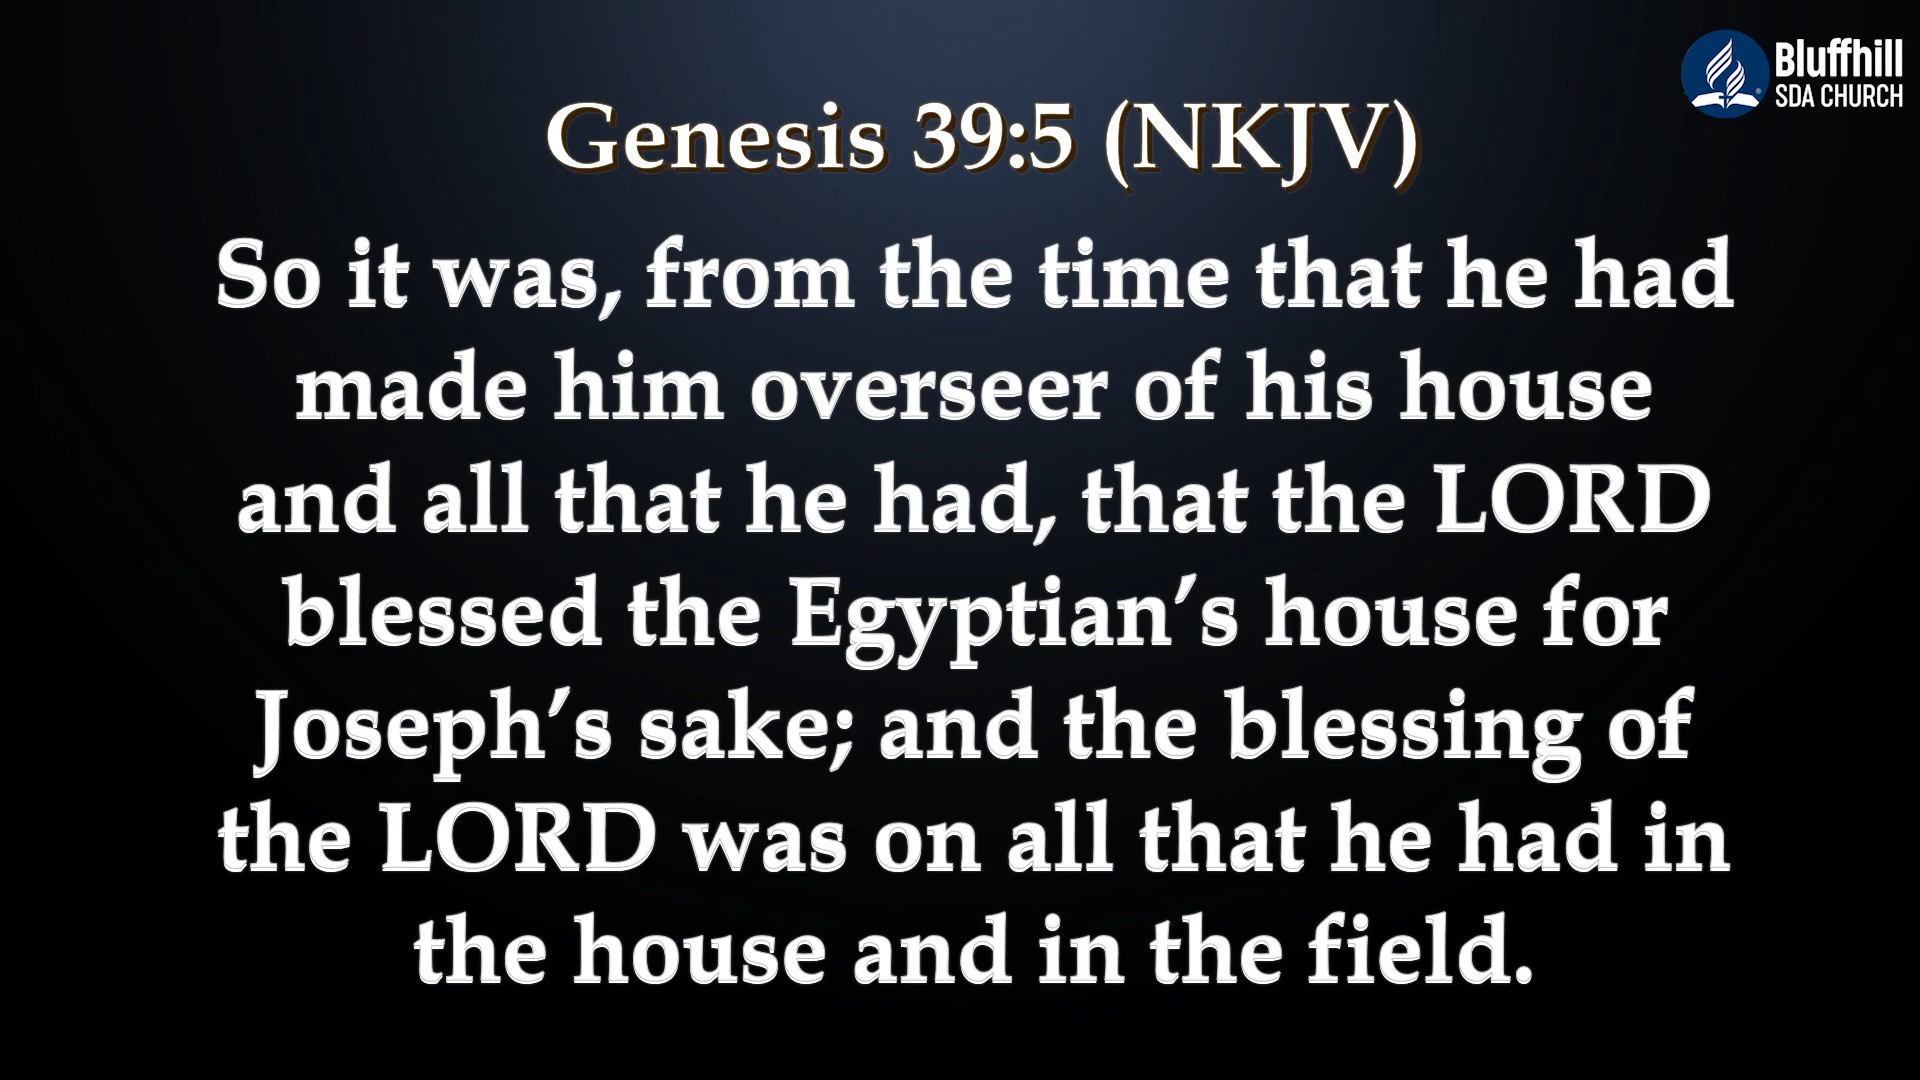 Bluffhill
SDA CHURCH
Genesis 39:5 (NKJV)
So it was, from the time that he had
made him overseer of his house
and all that he had, that the LORD
blessed the Egyptian’s house for
Joseph’s sake; and the blessing of
the LORD was on all that he had in
the house and in the field.